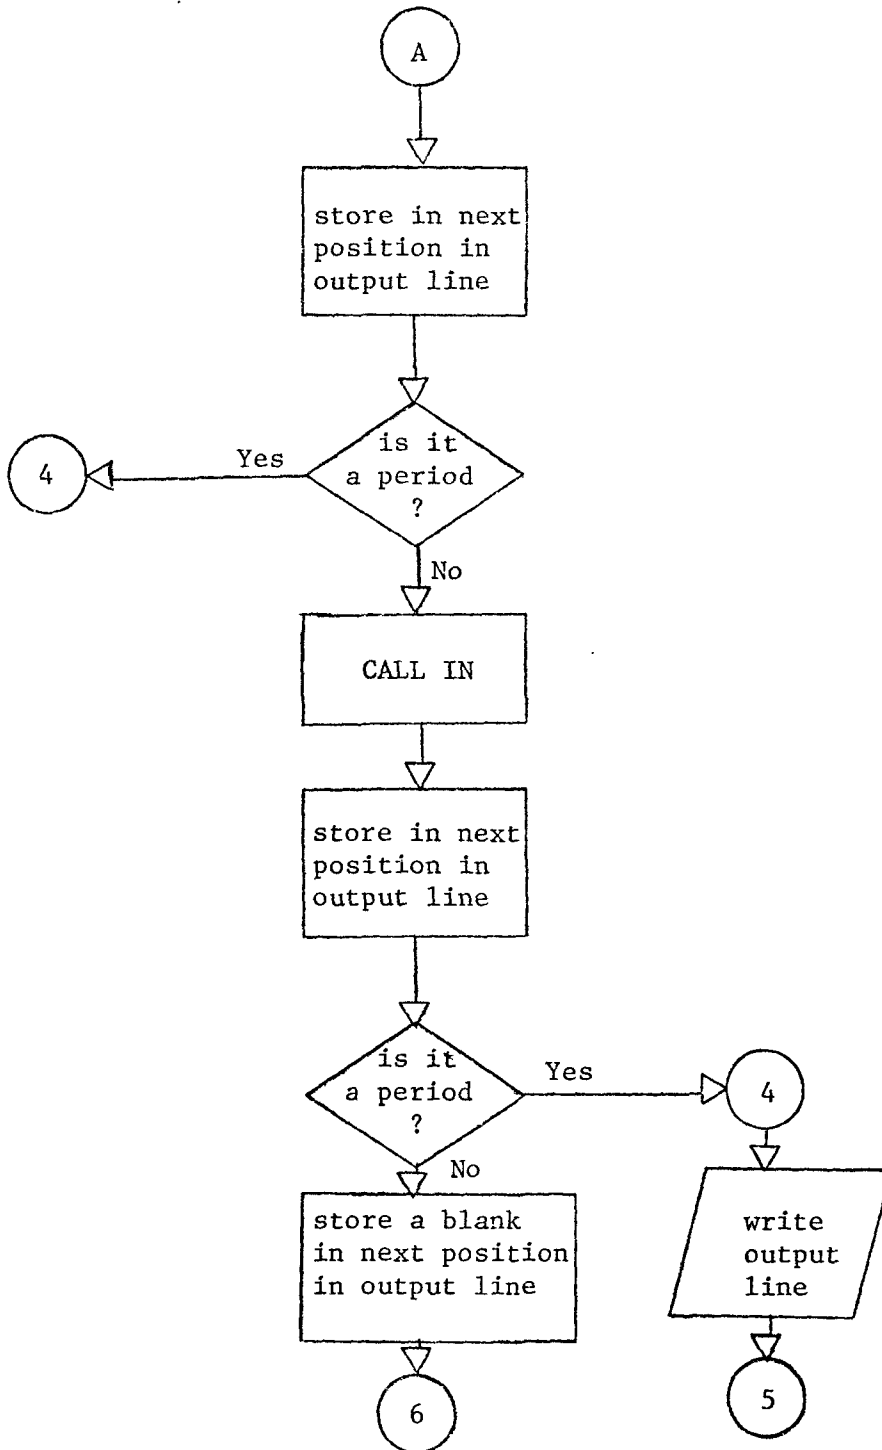 A
store in next
position in
output line
is it
a period
?
Yes
4
No
CALL IN
store in next
position in
output line
is it
a period
?
Yes
4
No
store a blank
in next position
in output line
write
output
line
6
5